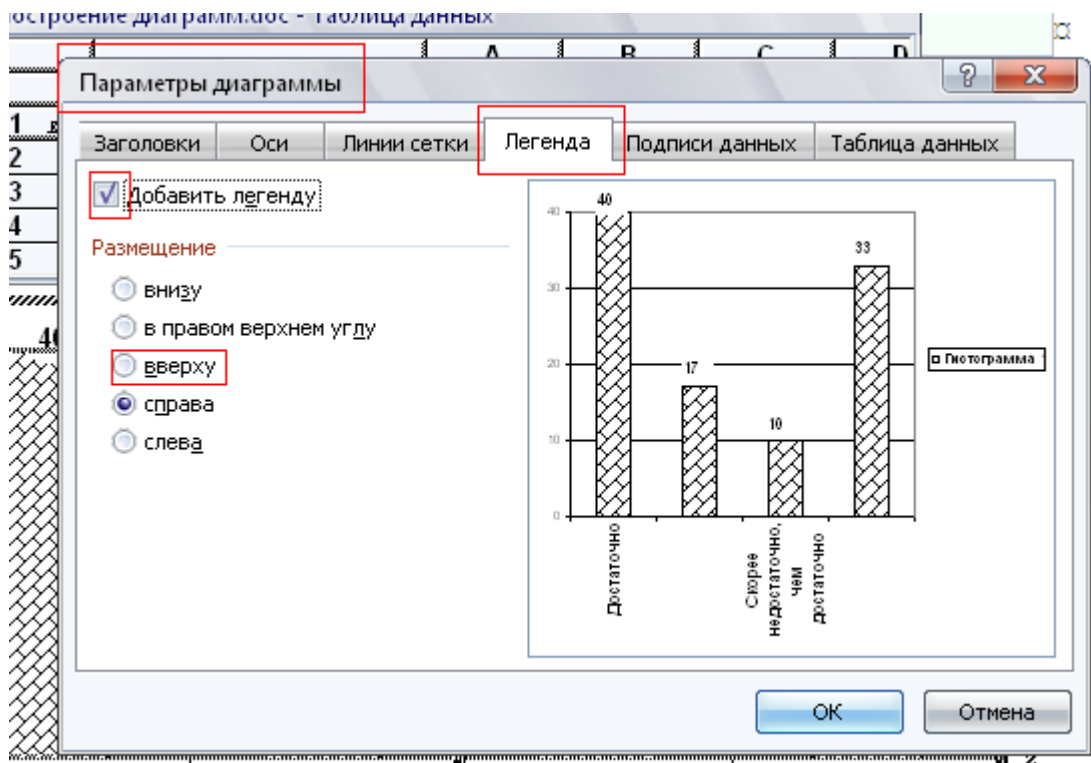 построение диаграмм.doc - Таблица данных
A B C D
Параметры диаграммы
1
2
3
4
5
Заголовки Оси Линии сетки Легенда Подписи данных Таблица данных
Добавить легенду
Размещение
внизу
в правом верхнем углу
вверху
справа
слева
40
40
33
30
20
17
10
10
0
Гистограмма
Достаточно
Скорее
недостаточно,
чем
достаточно
ОК Отмена